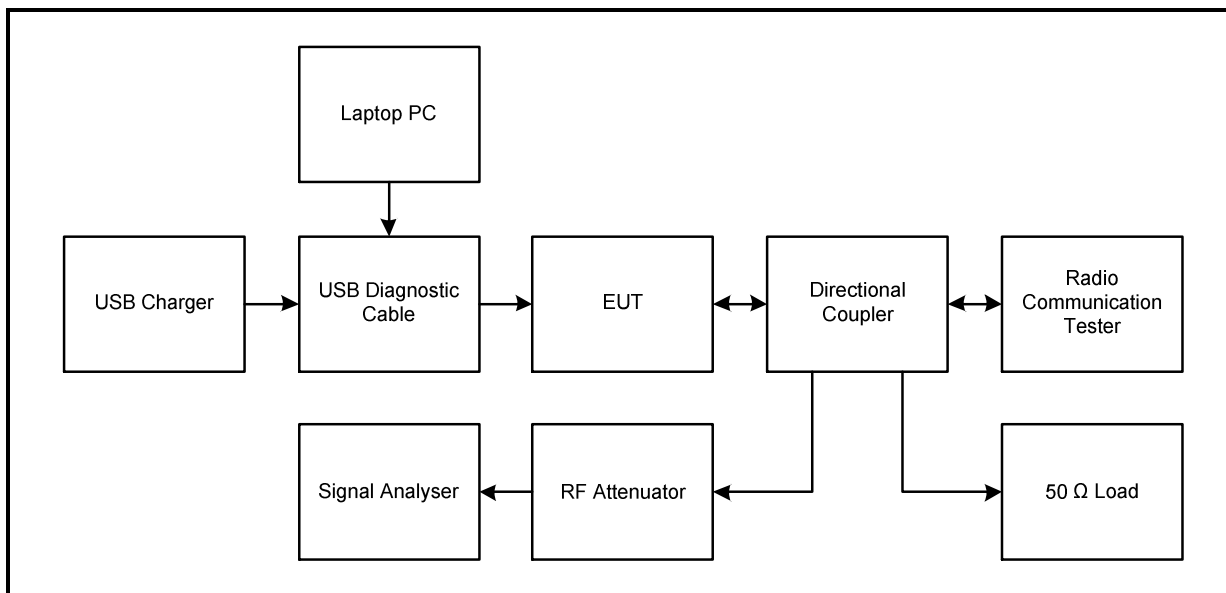 Laptop PC
USB Charger
USB Diagnostic
Cable
EUT
Directional
Coupler
Radio
Communication
Tester
Signal Analyser
RF Attenuator
50 Ω Load